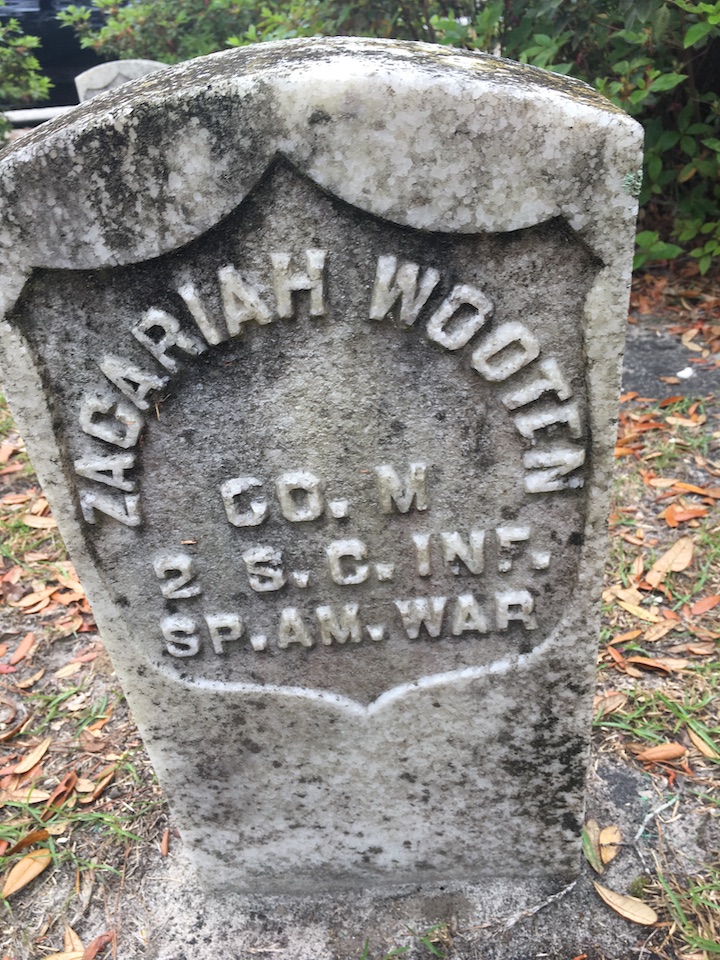 ZACARIAH WOOTEN
CO. M
2 S.C. INF.
SP. AM. WAR